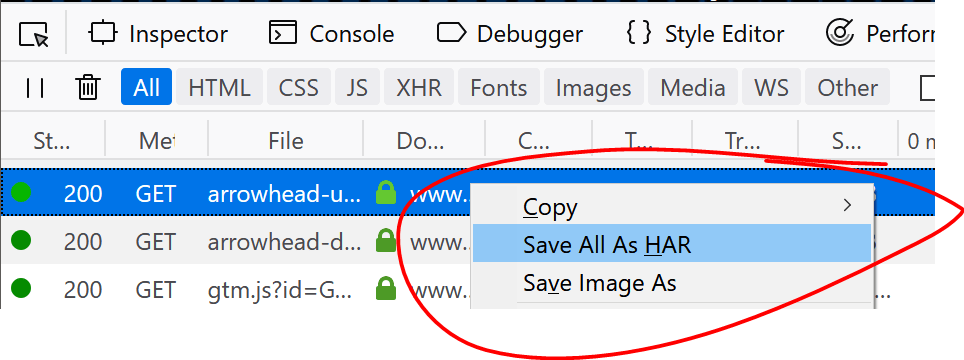 Inspector Console Debugger { } Style Editor Perforr
All HTML CSS JS XHR Fonts Images Media WS Other
St... Met File Do... C... T... Tr... S... 0 m
200 GET arrowhead-u... www...
Copy
200 GET arrowhead-d... www...
Save All As HAR
200 GET gtm.js?id=G... www...
Save Image As